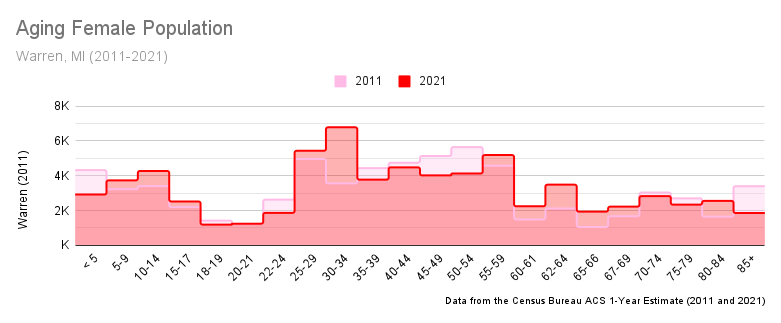 Aging Female Population
Warren, MI (2011-2021)
2011 2021
8K
6K
4K
2K
K
Warren (2011)
< 5 5-9 10-14 15-17 18-19 20-21 22-24 25-29 30-34 35-39 40-44 45-49 50-54 55-59 60-61 62-64 65-66 67-69 70-74 75-79 80-84 85+
Data from the Census Bureau ACS 1-Year Estimate (2011 and 2021)